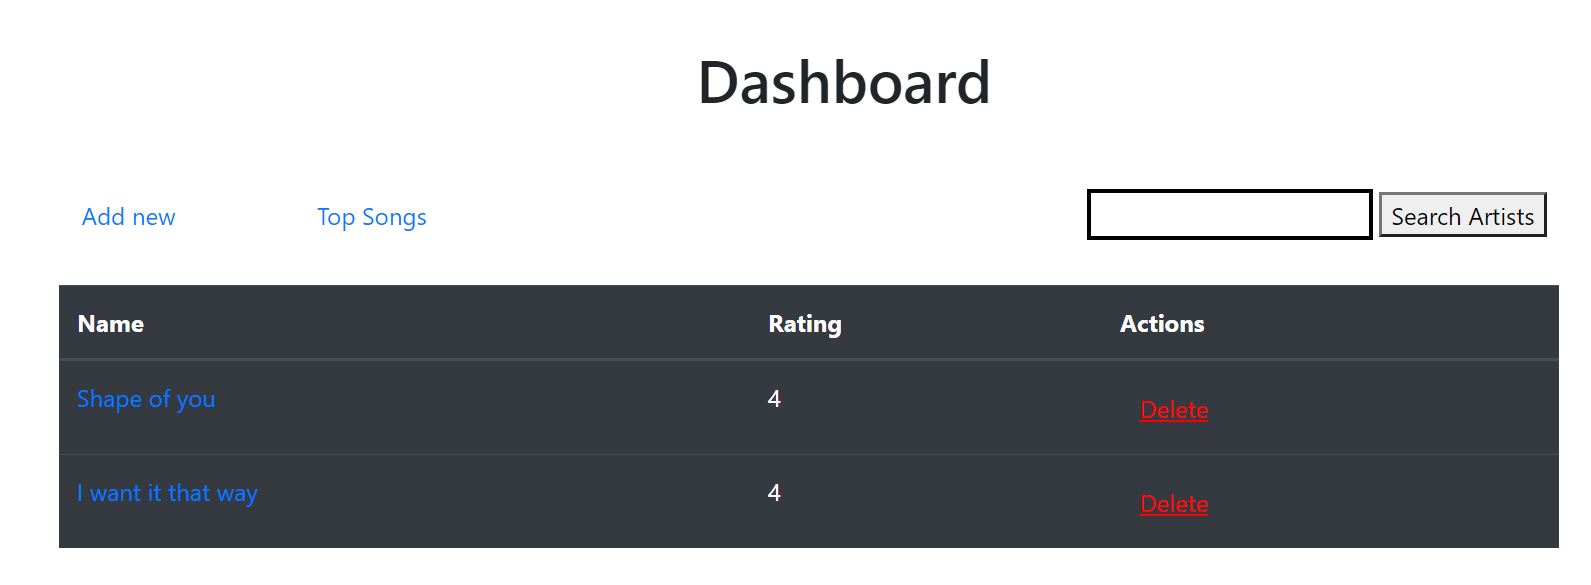 Dashboard
Add new Top Songs Search Artists
Name Rating Actions
Shape of you 4 Delete
I want it that way 4 Delete